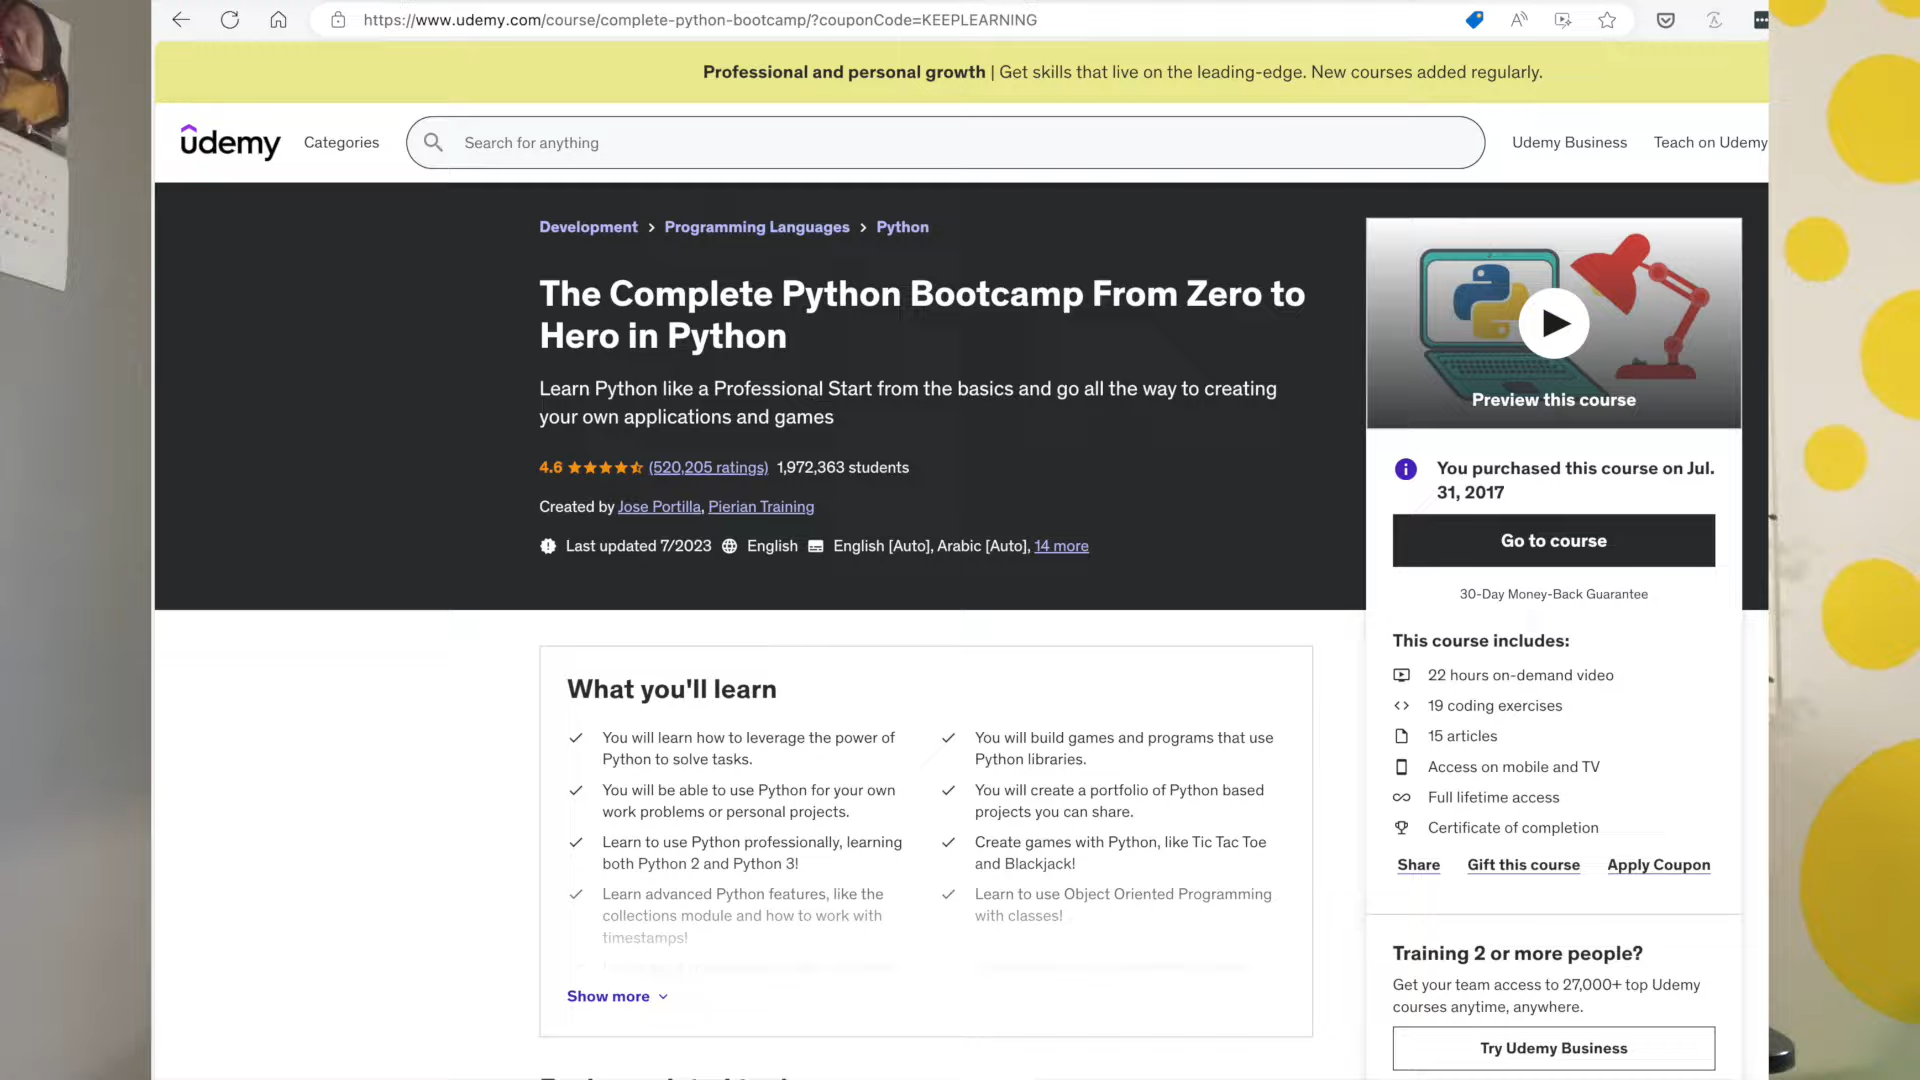 https://www.udemy.com/course/complete-python-bootcamp/?couponCode=KEEPLEARNING
Professional and personal growth | Get skills that live on the leading-edge. New courses added regularly.
udemy
Categories
Search for anything
Udemy Business
Teach on Udemy
Development > Programming Languages > Python
The Complete Python Bootcamp From Zero to
Hero in Python
Learn Python like a Professional Start from the basics and go all the way to creating
your own applications and games
4.6 (520,205 ratings) 1,972,363 students
Created by Jose Portilla, Pierian Training
Last updated 7/2023 English English [Auto], Arabic [Auto], 14 more
Preview this course
You purchased this course on Jul.
31, 2017
Go to course
30-Day Money-Back Guarantee
This course includes:
22 hours on-demand video
19 coding exercises
15 articles
Access on mobile and TV
Full lifetime access
Certificate of completion
Share
Gift this course
Apply Coupon
Training 2 or more people?
Get your team access to 27,000+ top Udemy
courses anytime, anywhere.
Try Udemy Business
What you'll learn
You will learn how to leverage the power of
Python to solve tasks.
You will be able to use Python for your own
work problems or personal projects.
Learn to use Python professionally, learning
both Python 2 and Python 3!
Learn advanced Python features, like the
collections module and how to work with
timestamps!
You will build games and programs that use
Python libraries.
You will create a portfolio of Python based
projects you can share.
Create games with Python, like Tic Tac Toe
and Blackjack!
Learn to use Object Oriented Programming
with classes!
Show more